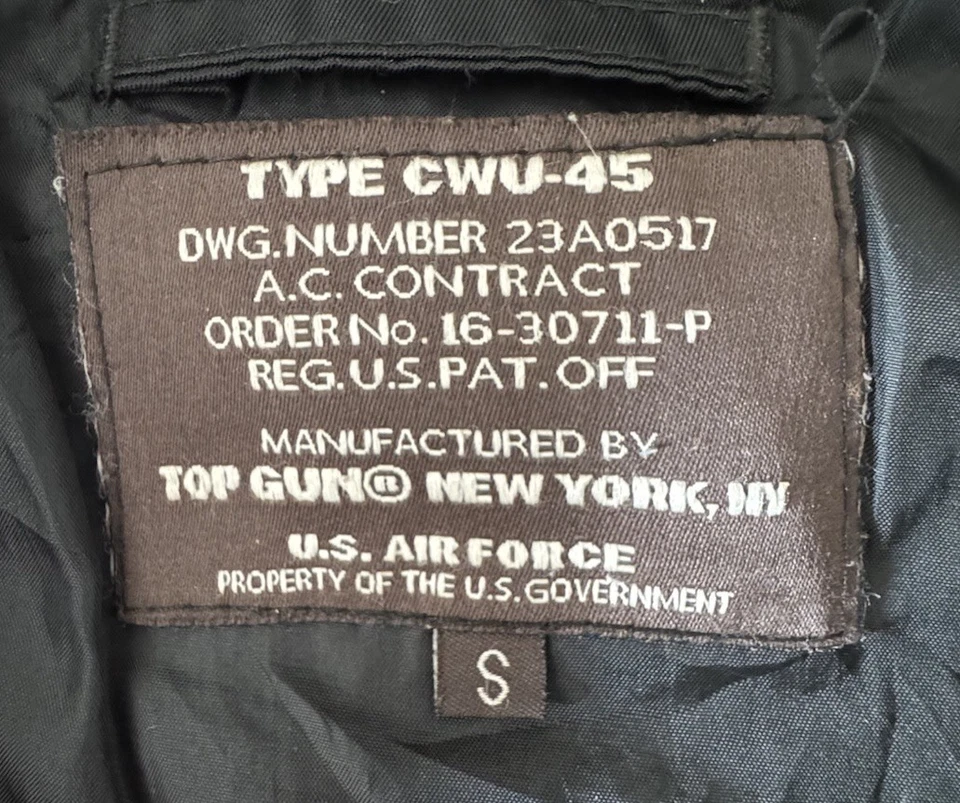 TYPE CWU-45
DWG.NUMBER 23A0517
A.C. CONTRACT
ORDER No. 16-30711-P
REG.U.S.PAT.OFF
MANUFACTURED BY
TOP GUN® NEW YORK, NY
U.S. AIR FORCE
PROPERTY OF THE U.S.GOVERNMENT
S